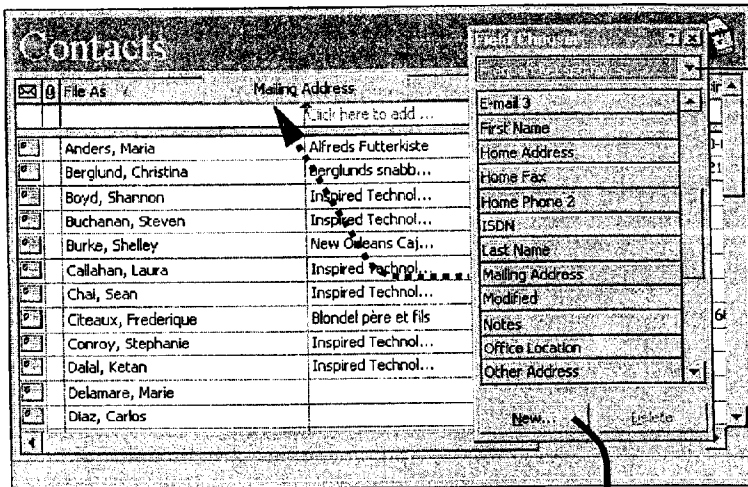 Contacts
Field Chooser
File As
Mailing Address
Click here to add ...
Anders, Maria
Alfreds Futterkiste
Berglund, Christina
Berglunds snabb...
Boyd, Shannon
Inspired Technol...
Buchanan, Steven
Inspired Technol...
Burke, Shelley
New Orleans Caj...
Callahan, Laura
Inspired Technol...
Chai, Sean
Inspired Technol...
Citeaux, Frederique
Blondel père et fils
Conroy, Stephanie
Inspired Technol...
Dalal, Ketan
Inspired Technol...
Delamare, Marie
Diaz, Carlos
E-mail 3
First Name
Home Address
Home Fax
Home Phone 2
ISDN
Last Name
Mailing Address
Modified
Notes
Office Location
Other Address
New...
Delete